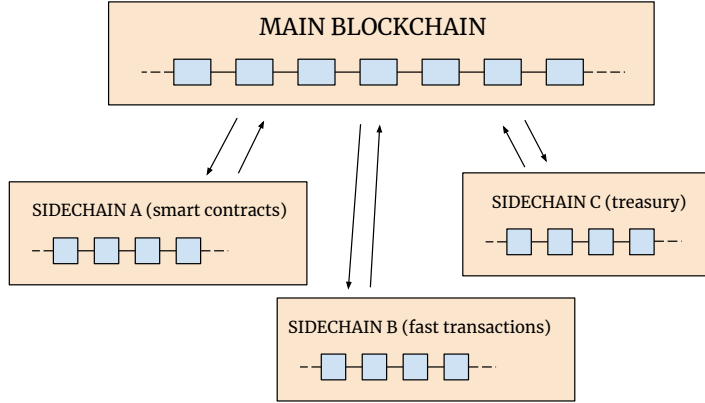 MAIN BLOCKCHAIN
SIDECHAIN A (smart contracts)
SIDECHAIN C (treasury)
SIDECHAIN B (fast transactions)